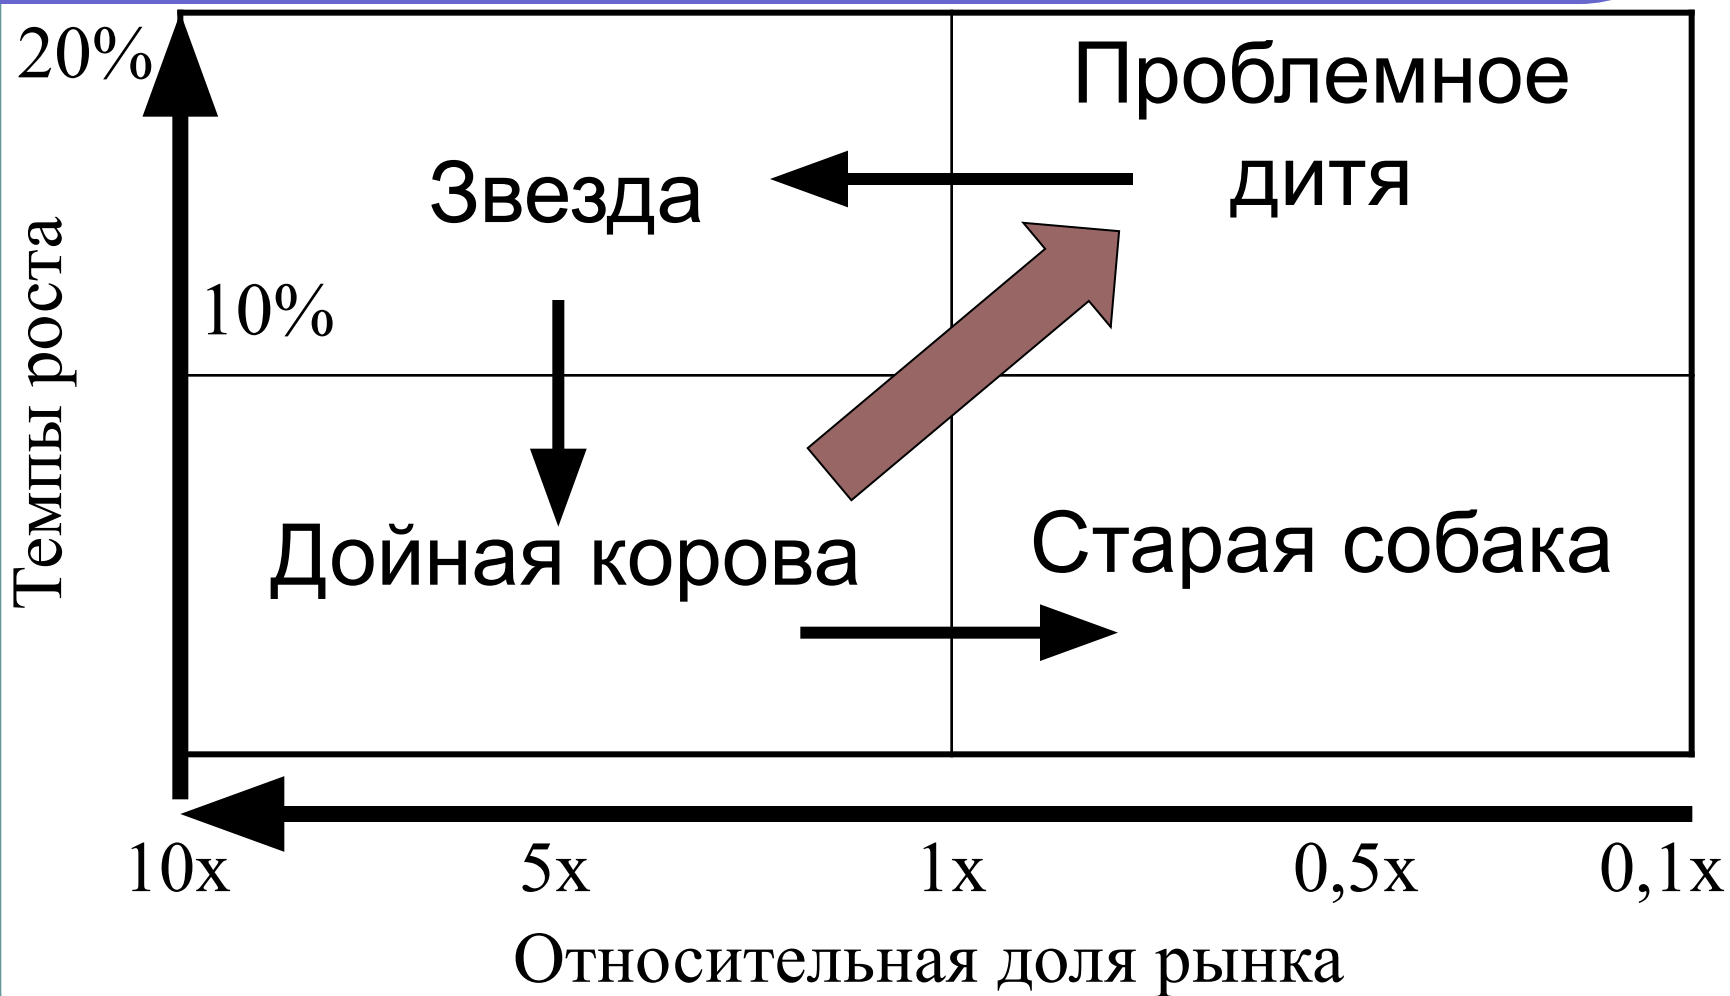 20%
Проблемное
дитя
Звезда
10%
Темпы роста
Дойная корова
Старая собака
10x
5x
1x
0,5x
0,1x
Относительная доля рынка